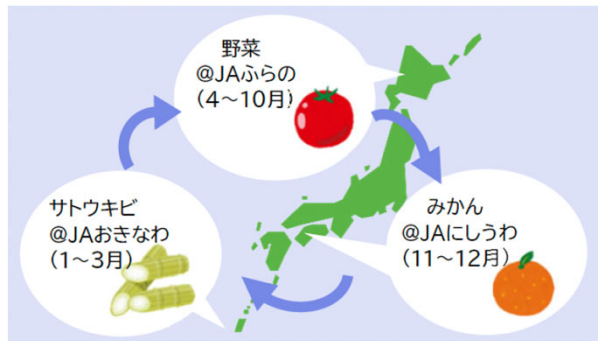 野菜
@JAふらの
(4～10月)
みかん
@JAにしうわ
(11～12月)
サトウキビ
@JAおきなわ
(1～3月)